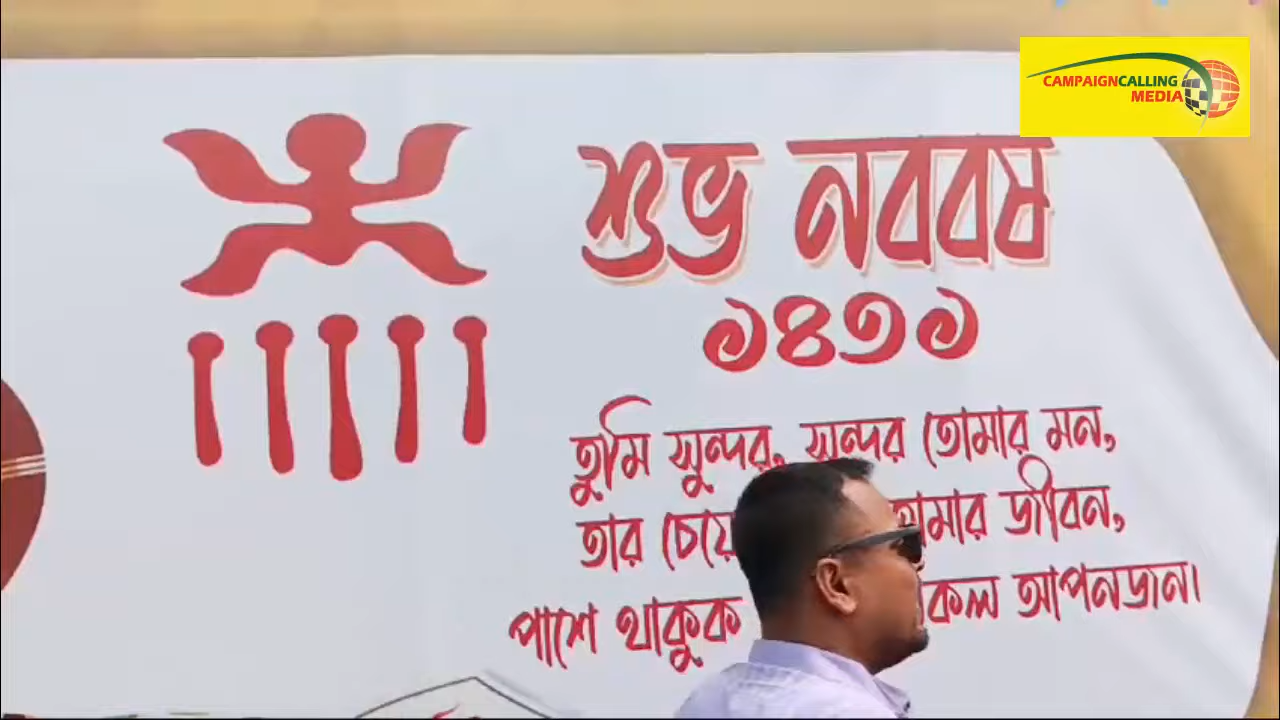 CAMPAIGNCALLING
MEDIA
শুভ নববর্ষ
১৪৩১
তুমি সুন্দর, সুন্দর তোমার মন,
তার চেয়ে তোমার জীবন,
পাশে থাকুক সকল আপনজন।